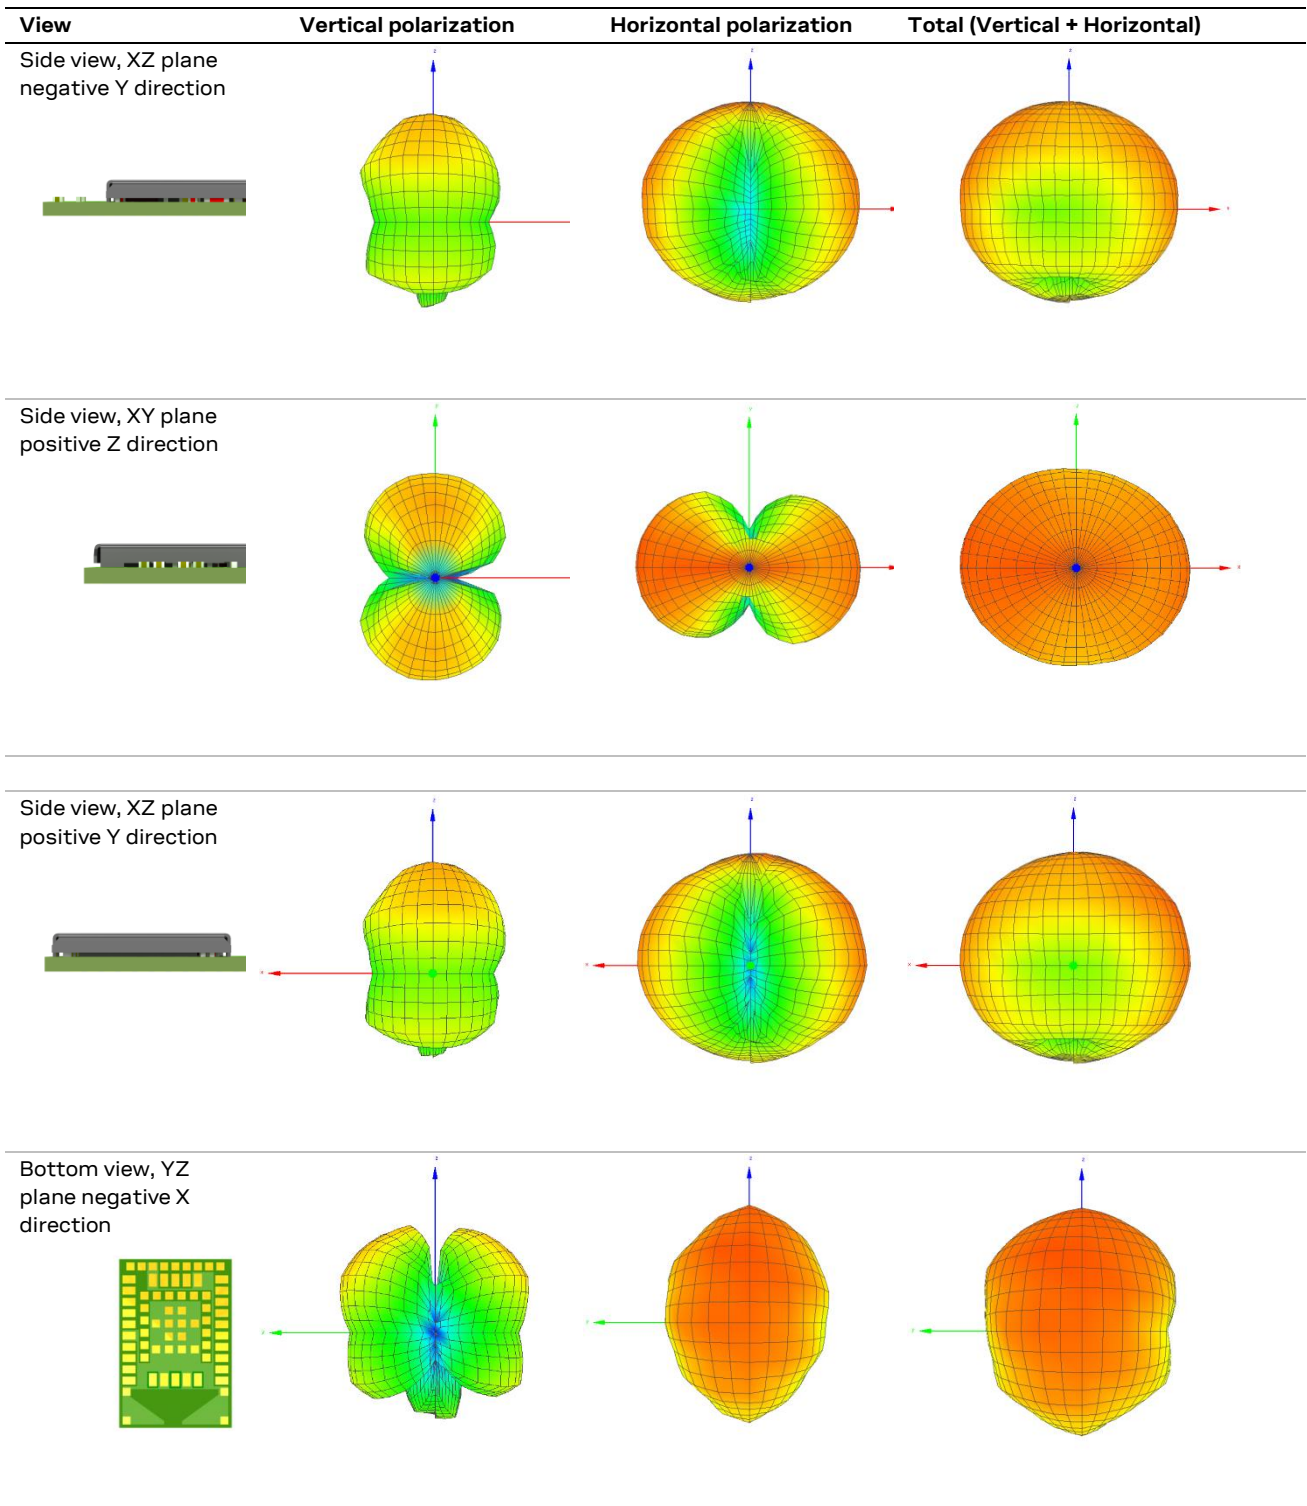 View Vertical polarization Horizontal polarization Total (Vertical + Horizontal)
Side view, XZ plane
negative Y direction
Side view, XY plane
positive Z direction
Side view, XZ plane
positive Y direction
Bottom view, YZ
plane negative X
direction